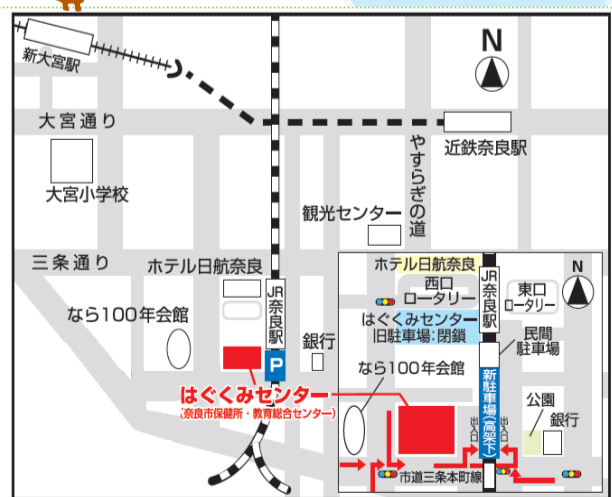 N
新大宮駅
大宮通り
近鉄奈良駅
大宮小学校
やすらぎの道
観光センター
三条通り
ホテル日航奈良
JR奈良駅
なら100年会館
銀行
P
はぐくみセンター
(奈良市保健所・教育総合センター)
ホテル日航奈良
N
西口
ロータリー
JR奈良駅
東口
ロータリー
はぐくみセンター
旧駐車場:閉鎖
民間
駐車場
なら100年会館
新駐車場(高架下)
出入口
出入口
公園
銀行
市道三条本町線